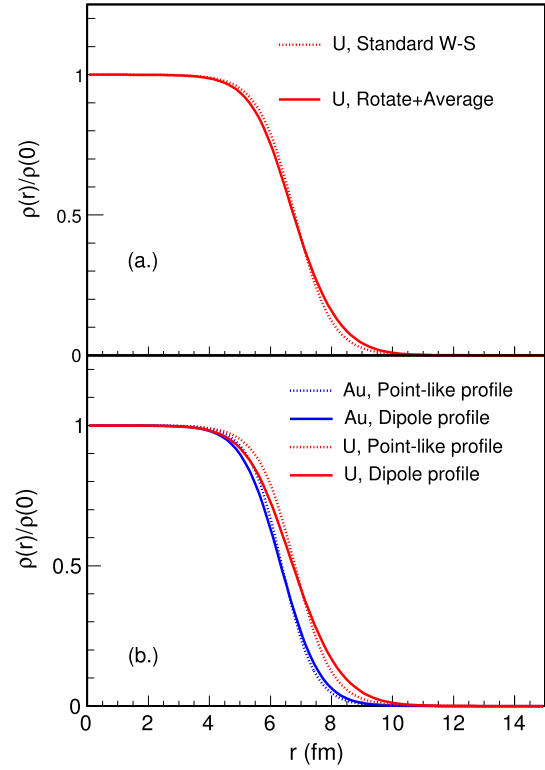 U, Standard W-S
1
U, Rotate+Average
ρ(r)/ρ(0)
0.5
(a.)
0
Au, Point-like profile
Au, Dipole profile
1
U, Point-like profile
U, Dipole profile
ρ(r)/ρ(0)
0.5
(b.)
0
0 2 4 6 8 10 12 14
r (fm)